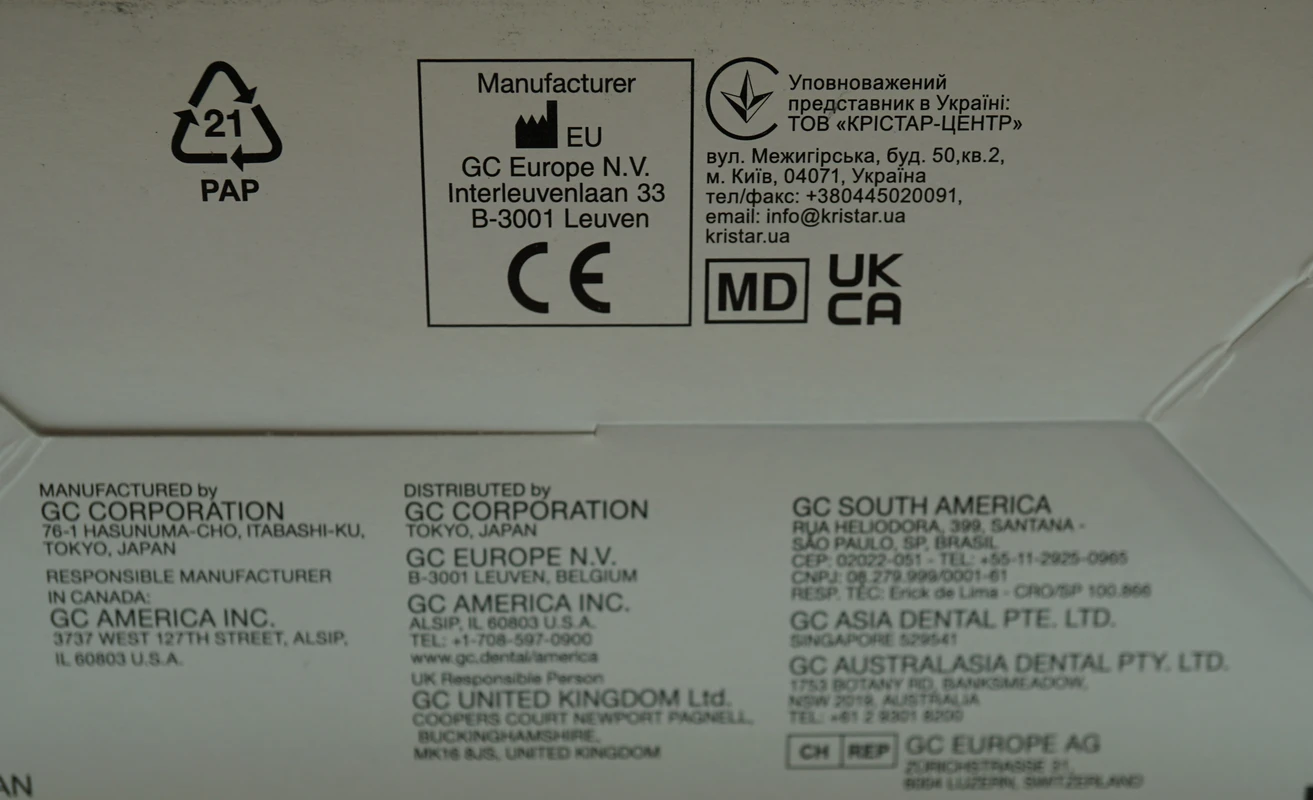 21
PAP
Manufacturer
EU
GC Europe N.V.
Interleuvenlaan 33
B-3001 Leuven
CE
Уповноважений
представник в Україні:
ТОВ «КРІСТАР-ЦЕНТР»
вул. Межигірська, буд. 50,кв.2,
м. Київ, 04071, Україна
тел/факс: +380445020091,
email: info@kristar.ua
kristar.ua
MD
UK
CA
MANUFACTURED by
GC CORPORATION
76-1 HASUNUMA-CHO, ITABASHI-KU,
TOKYO, JAPAN
RESPONSIBLE MANUFACTURER
IN CANADA:
GC AMERICA INC.
3737 WEST 127TH STREET, ALSIP,
IL 60803 U.S.A.
DISTRIBUTED by
GC CORPORATION
TOKYO, JAPAN
GC EUROPE N.V.
B-3001 LEUVEN, BELGIUM
GC AMERICA INC.
ALSIP, IL 60803 U.S.A.
TEL: +1-708-597-0900
www.gc.dental/america
UK Responsible Person
GC UNITED KINGDOM Ltd.
COOPERS COURT NEWPORT PAGNELL,
BUCKINGHAMSHIRE,
MK16 8JS, UNITED KINGDOM
GC SOUTH AMERICA
RUA HELIODORA, 399, SANTANA -
SÃO PAULO, SP, BRASIL
CEP: 02022-051 - TEL: +55-11-2925-0965
CNPJ: 08.279.999/0001-61
RESP. TÉC: Erick de Lima - CRO/SP 100.866
GC ASIA DENTAL PTE. LTD.
SINGAPORE 529541
GC AUSTRALASIA DENTAL PTY. LTD.
1753 BOTANY RD, BANKSMEADOW,
NSW 2019, AUSTRALIA
TEL: +61 2 9301 8200
CH REP
GC EUROPE AG
ZÜRICHSTRASSE 31,
6004 LUZERN, SWITZERLAND
AN